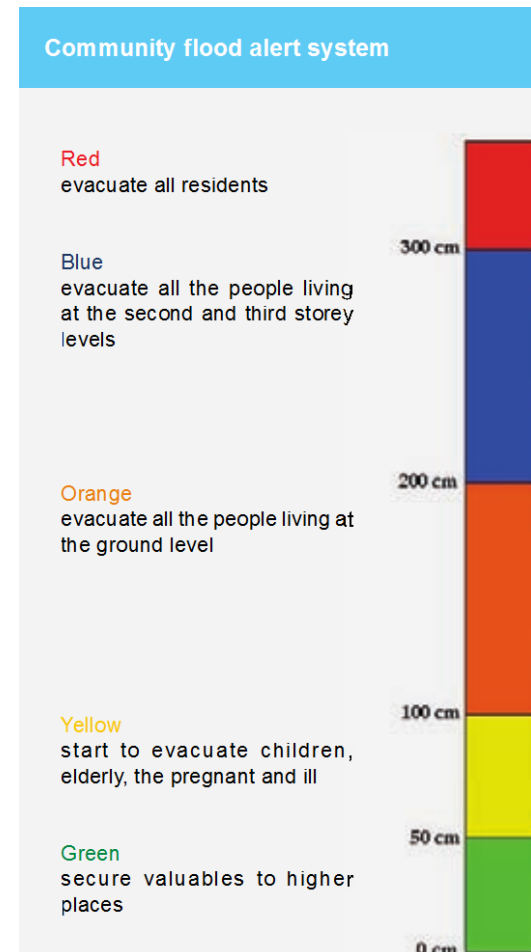 Community flood alert system
Red
evacuate all residents
300 cm
Blue
evacuate all the people living
at the second and third storey
levels
200 cm
Orange
evacuate all the people living at
the ground level
100 cm
Yellow
start to evacuate children,
elderly, the pregnant and ill
50 cm
Green
secure valuables to higher
places
0 cm